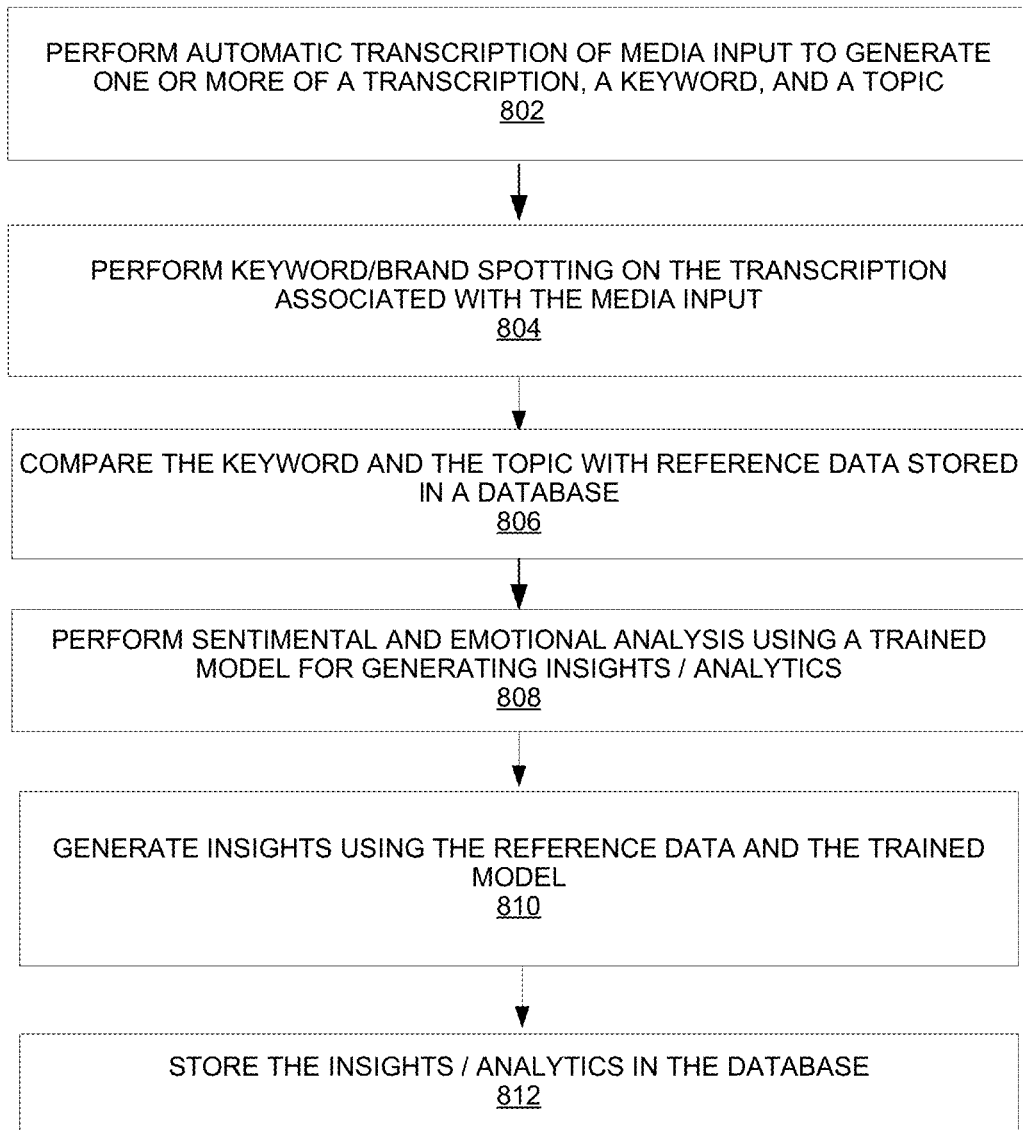 PERFORM AUTOMATIC TRANSCRIPTION OF MEDIA INPUT TO GENERATE
ONE OR MORE OF A TRANSCRIPTION, A KEYWORD, AND A TOPIC
802
PERFORM KEYWORD/BRAND SPOTTING ON THE TRANSCRIPTION
ASSOCIATED WITH THE MEDIA INPUT
804
COMPARE THE KEYWORD AND THE TOPIC WITH REFERENCE DATA STORED
IN A DATABASE
806
PERFORM SENTIMENTAL AND EMOTIONAL ANALYSIS USING A TRAINED
MODEL FOR GENERATING INSIGHTS / ANALYTICS
808
GENERATE INSIGHTS USING THE REFERENCE DATA AND THE TRAINED
MODEL
810
STORE THE INSIGHTS / ANALYTICS IN THE DATABASE
812